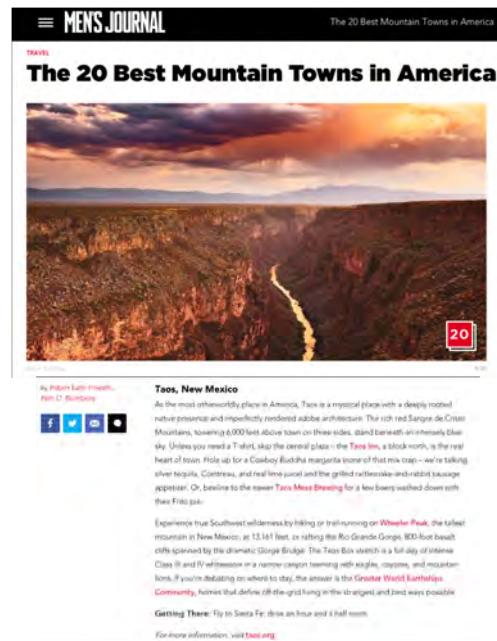 MEN'S JOURNAL
The 20 Best Mountain Towns in America
TRAVEL
The 20 Best Mountain Towns in America
20
Taos, New Mexico
As the most otherworldly place in America, Taos is a mystical place with a deeply rooted
native presence and imperfectly rendered adobe architecture. The rich red Sangre de Cristo
Mountains, towering 6,000 feet above town on three sides, stand beneath an intensely blue
sky. Unless you need a T-shirt, skip the central plaza – the Taos Inn, a block north, is the real
heart of town. Hole up for a Cowboy Buddha margarita (none of that mix crap – we're talking
silver tequila, Cointreau, and real lime juice) and the grilled rattlesnake-and-rabbit sausage
appetizer. Or, beeline to the newer Taos Mesa Brewing for a few beers washed down with
their Frito pie.
Experience true Southwest wilderness by hiking or trail-running on Wheeler Peak, the tallest
mountain in New Mexico, at 13,161 feet, or rafting the Rio Grande Gorge, 800-foot basalt
cliffs spanned by the dramatic Gorge Bridge. The Taos Box stretch is a full day of intense
Class III and IV whitewater in a narrow canyon teeming with eagles, coyotes, and mountain
lions. If you're debating on where to stay, the answer is the Greater World Earthships
Community, homes that define off-the-grid living in the strangest and best ways possible.
Getting There: Fly to Santa Fe; drive an hour and a half north.
For more information, visit taos.org